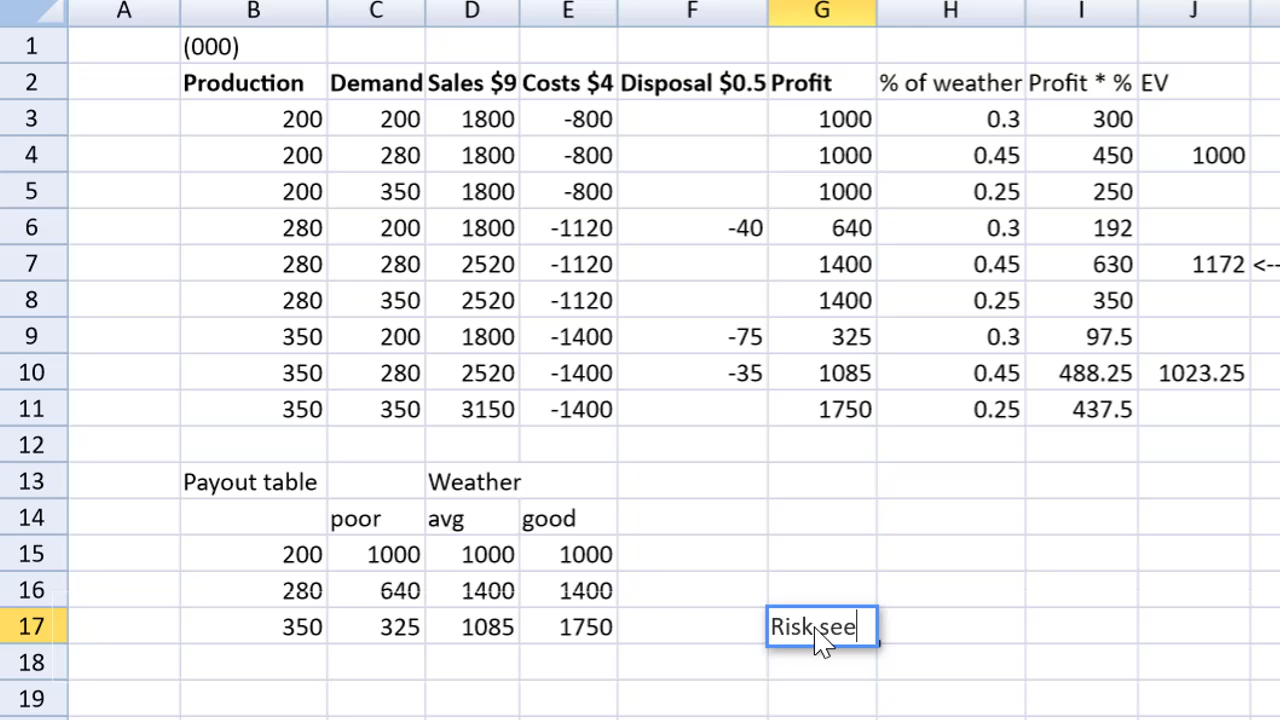 A B C D E F G H I J
1 (000)
2 Production Demand Sales $9 Costs $4 Disposal $0.5 Profit % of weather Profit * % EV
3 200 200 1800 -800 1000 0.3 300
4 200 280 1800 -800 1000 0.45 450 1000
5 200 350 1800 -800 1000 0.25 250
6 280 200 1800 -1120 -40 640 0.3 192
7 280 280 2520 -1120 1400 0.45 630 1172 <--
8 280 350 2520 -1120 1400 0.25 350
9 350 200 1800 -1400 -75 325 0.3 97.5
10 350 280 2520 -1400 -35 1085 0.45 488.25 1023.25
11 350 350 3150 -1400 1750 0.25 437.5
12
13 Payout table Weather
14 poor avg good
15 200 1000 1000 1000
16 280 640 1400 1400
17 350 325 1085 1750 Risk see
18
19